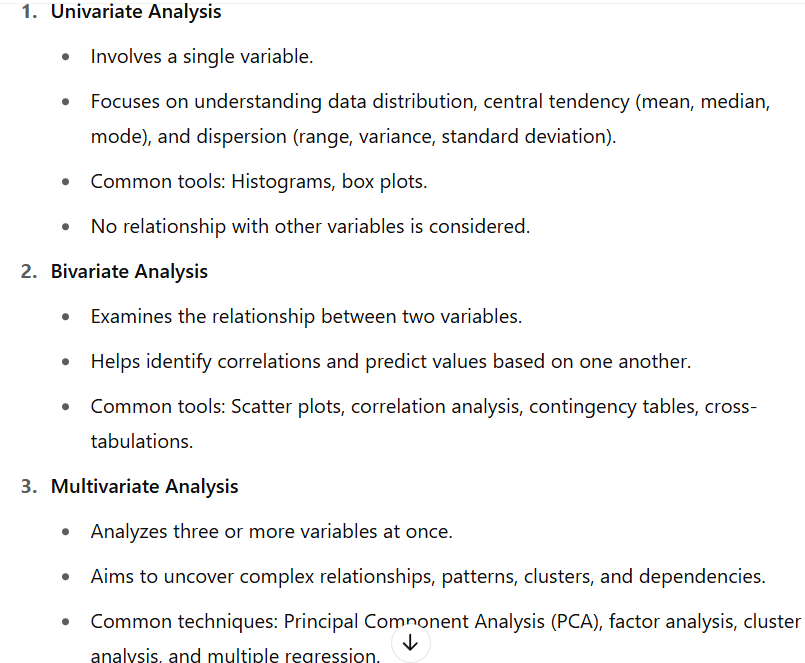 1. Univariate Analysis
• Involves a single variable.
• Focuses on understanding data distribution, central tendency (mean, median,
mode), and dispersion (range, variance, standard deviation).
• Common tools: Histograms, box plots.
• No relationship with other variables is considered.
2. Bivariate Analysis
• Examines the relationship between two variables.
• Helps identify correlations and predict values based on one another.
• Common tools: Scatter plots, correlation analysis, contingency tables, cross-
tabulations.
3. Multivariate Analysis
• Analyzes three or more variables at once.
• Aims to uncover complex relationships, patterns, clusters, and dependencies.
• Common techniques: Principal Component Analysis (PCA), factor analysis, cluster
analysis, and multiple regression.